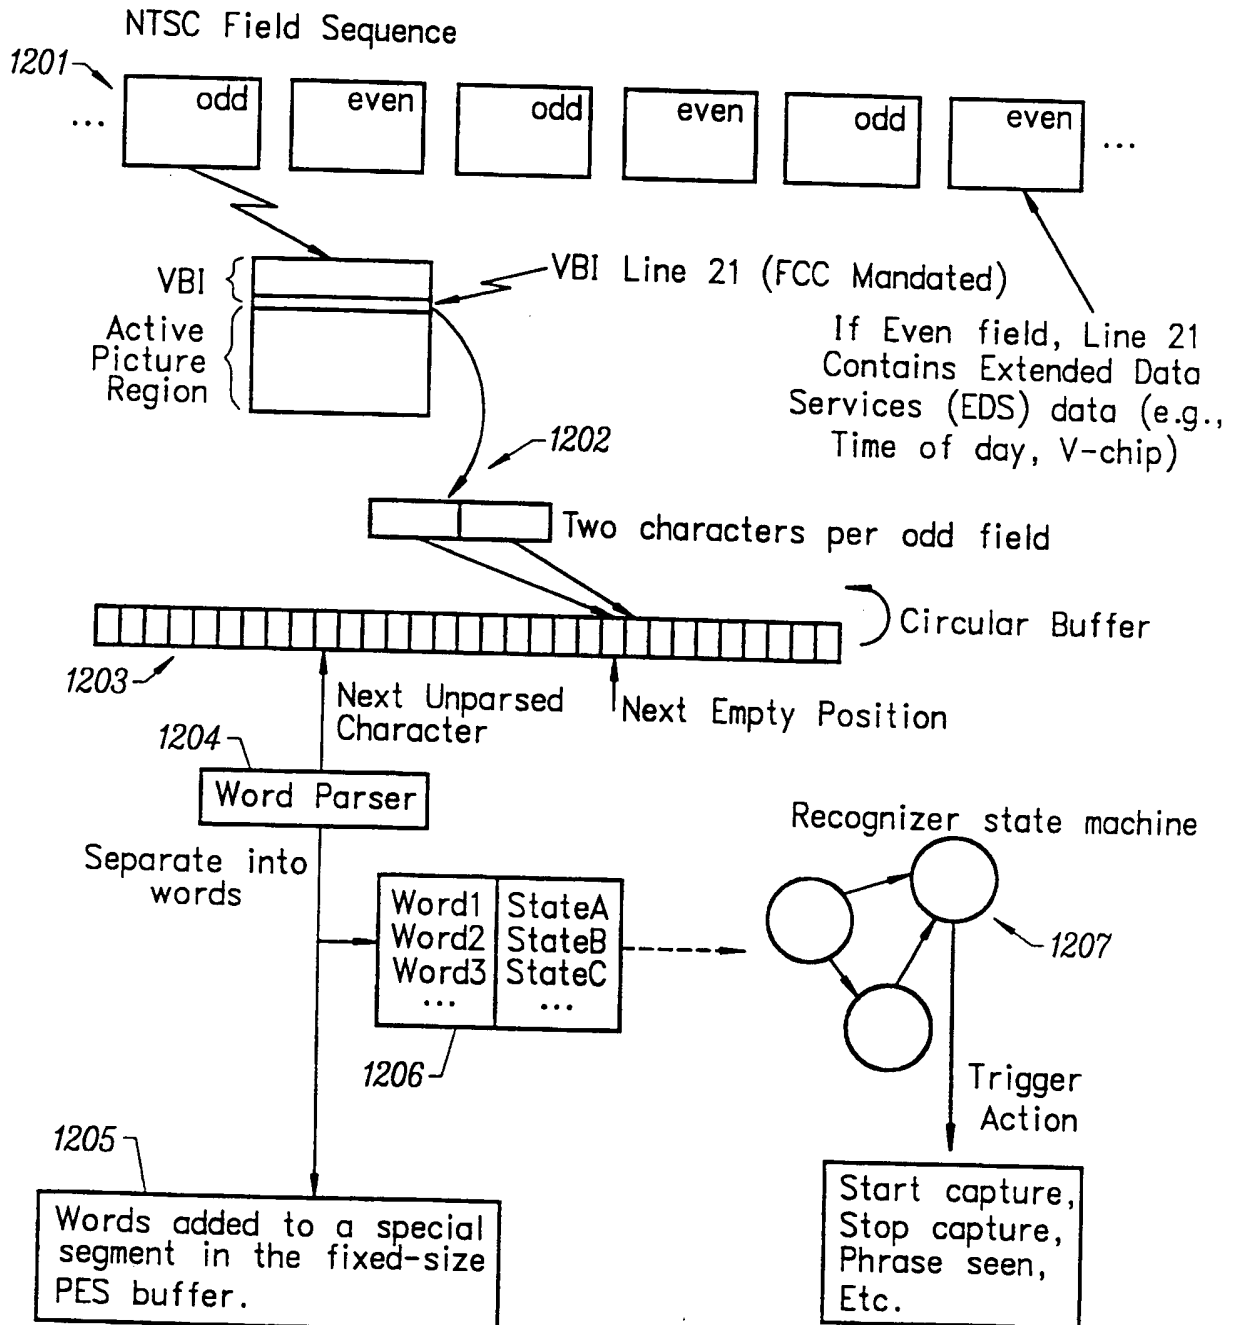 NTSC Field Sequence
1201
... odd even odd even odd even ...
VBI
VBI Line 21 (FCC Mandated)
Active
Picture
Region
If Even field, Line 21
Contains Extended Data
Services (EDS) data (e.g.,
Time of day, V-chip)
1202
Two characters per odd field
Circular Buffer
1203
Next Unparsed
Character
Next Empty Position
1204
Word Parser
Separate into
words
Word1 StateA
Word2 StateB
Word3 StateC
... ...
1206
Recognizer state machine
1207
Trigger
Action
1205
Words added to a special
segment in the fixed-size
PES buffer.
Start capture,
Stop capture,
Phrase seen,
Etc.